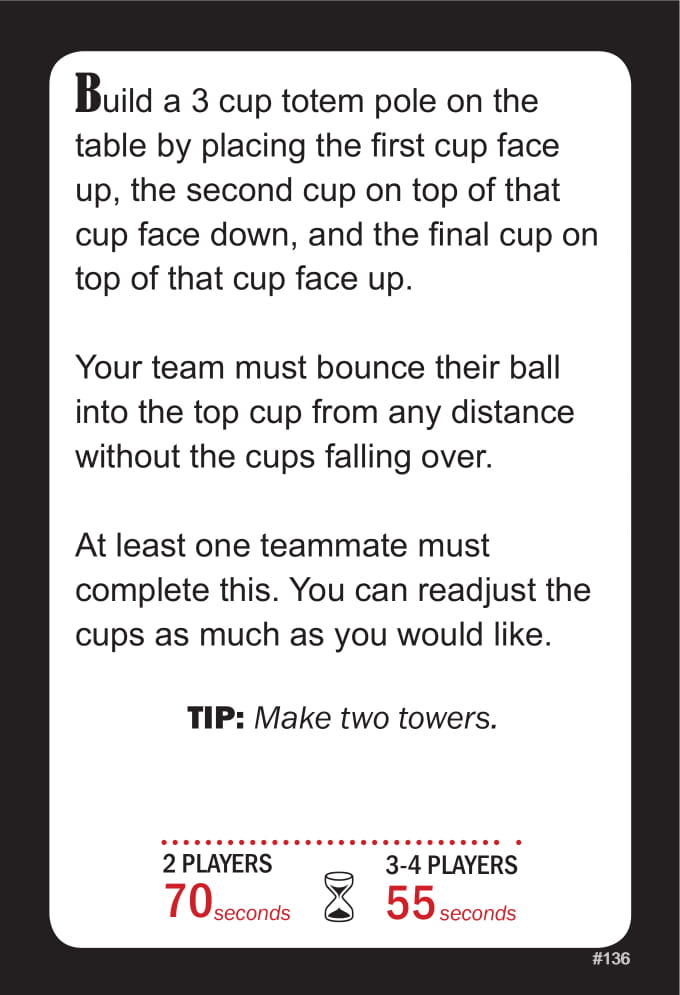 Build a 3 cup totem pole on the
table by placing the first cup face
up, the second cup on top of that
cup face down, and the final cup on
top of that cup face up.
Your team must bounce their ball
into the top cup from any distance
without the cups falling over.
At least one teammate must
complete this. You can readjust the
cups as much as you would like.
TIP: Make two towers.
2 PLAYERS
70 seconds
3-4 PLAYERS
55 seconds
#136